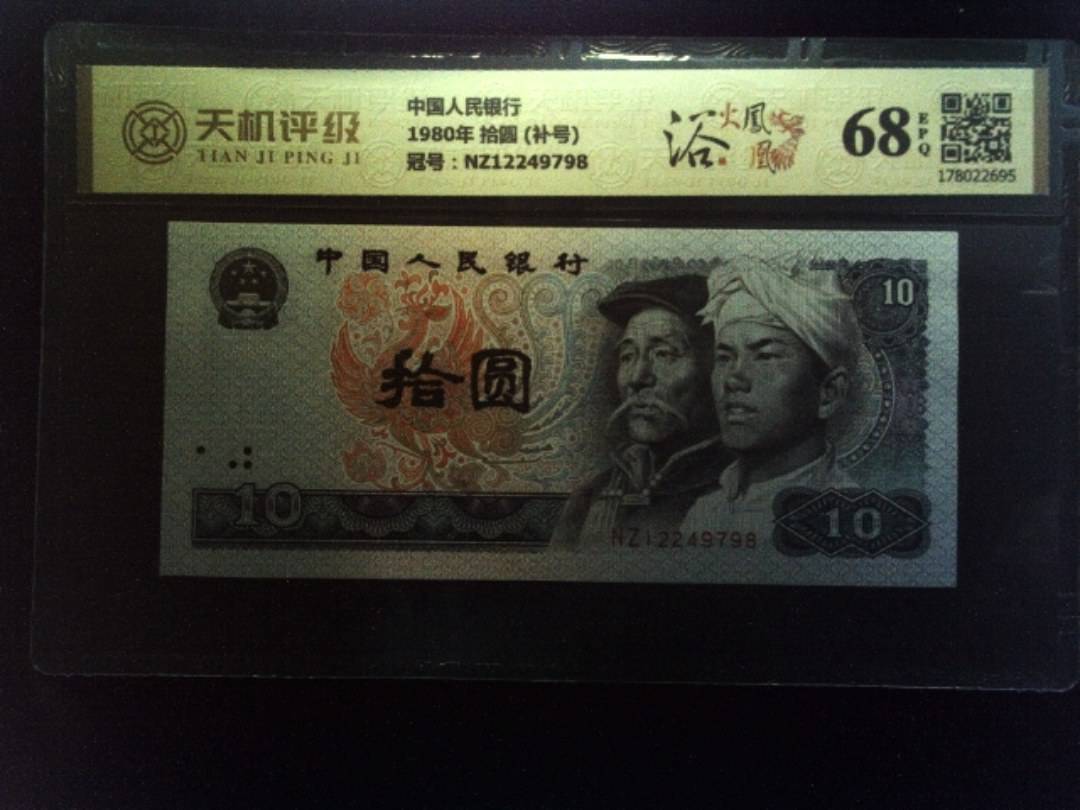 天机评级
TIAN JI PING JI
中国人民银行
1980年 拾圆 (补号)
冠号：NZ12249798
浴火凤凰
68
EPQ
178022695
中国人民银行
10
拾圆
10
NZ12249798
10